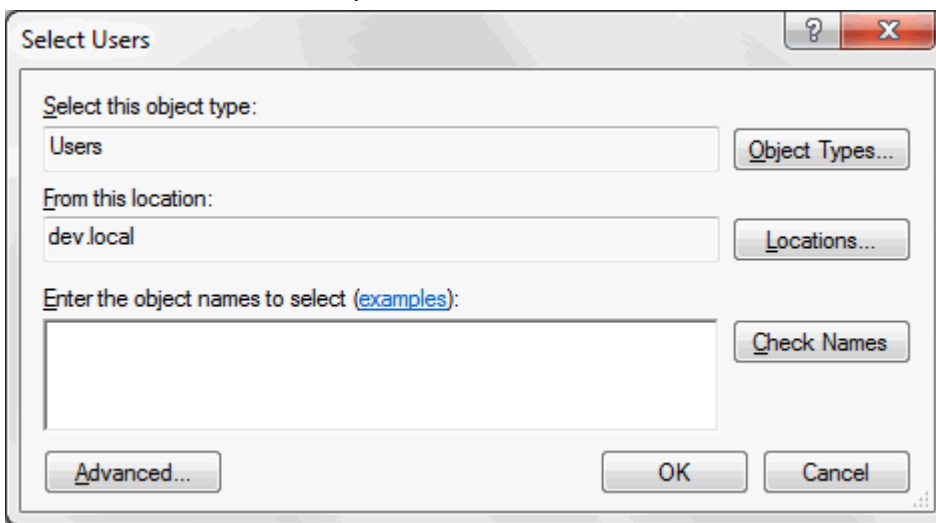 Select Users
Select this object type:
Users
Object Types...
From this location:
dev.local
Locations...
Enter the object names to select (examples):
Check Names
Advanced...
OK
Cancel